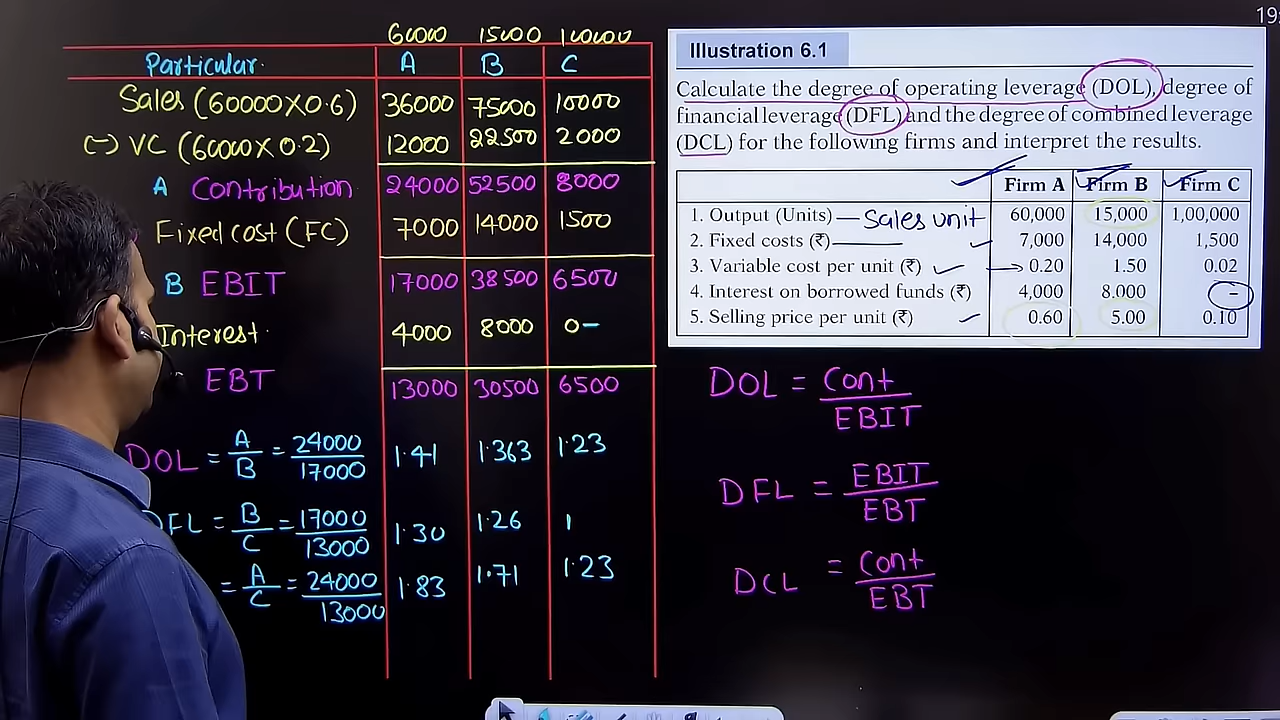 19
60000 15000 100000
Particular. A B C
Sales (60000X0.6) 36000 75000 10000
(-) VC (60000X0.2) 12000 22500 2000
A Contribution 24000 52500 8000
Fixed cost (FC) 7000 14000 1500
B EBIT 17000 38500 6500
Interest 4000 8000 0-
EBT 13000 30500 6500
DOL = A/B = 24000/17000 1.41 1.363 1.23
DFL = B/C = 17000/13000 1.30 1.26 1
= A/C = 24000/13000 1.83 1.71 1.23
Illustration 6.1
Calculate the degree of operating leverage (DOL), degree of
financial leverage (DFL) and the degree of combined leverage
(DCL) for the following firms and interpret the results.
Firm A Firm B Firm C
1. Output (Units) — Sales unit 60,000 15,000 1,00,000
2. Fixed costs (₹) 7,000 14,000 1,500
3. Variable cost per unit (₹) 0.20 1.50 0.02
4. Interest on borrowed funds (₹) 4,000 8.000 -
5. Selling price per unit (₹) 0.60 5.00 0.10
DOL = Cont/EBIT
DFL = EBIT/EBT
DCL = Cont/EBT